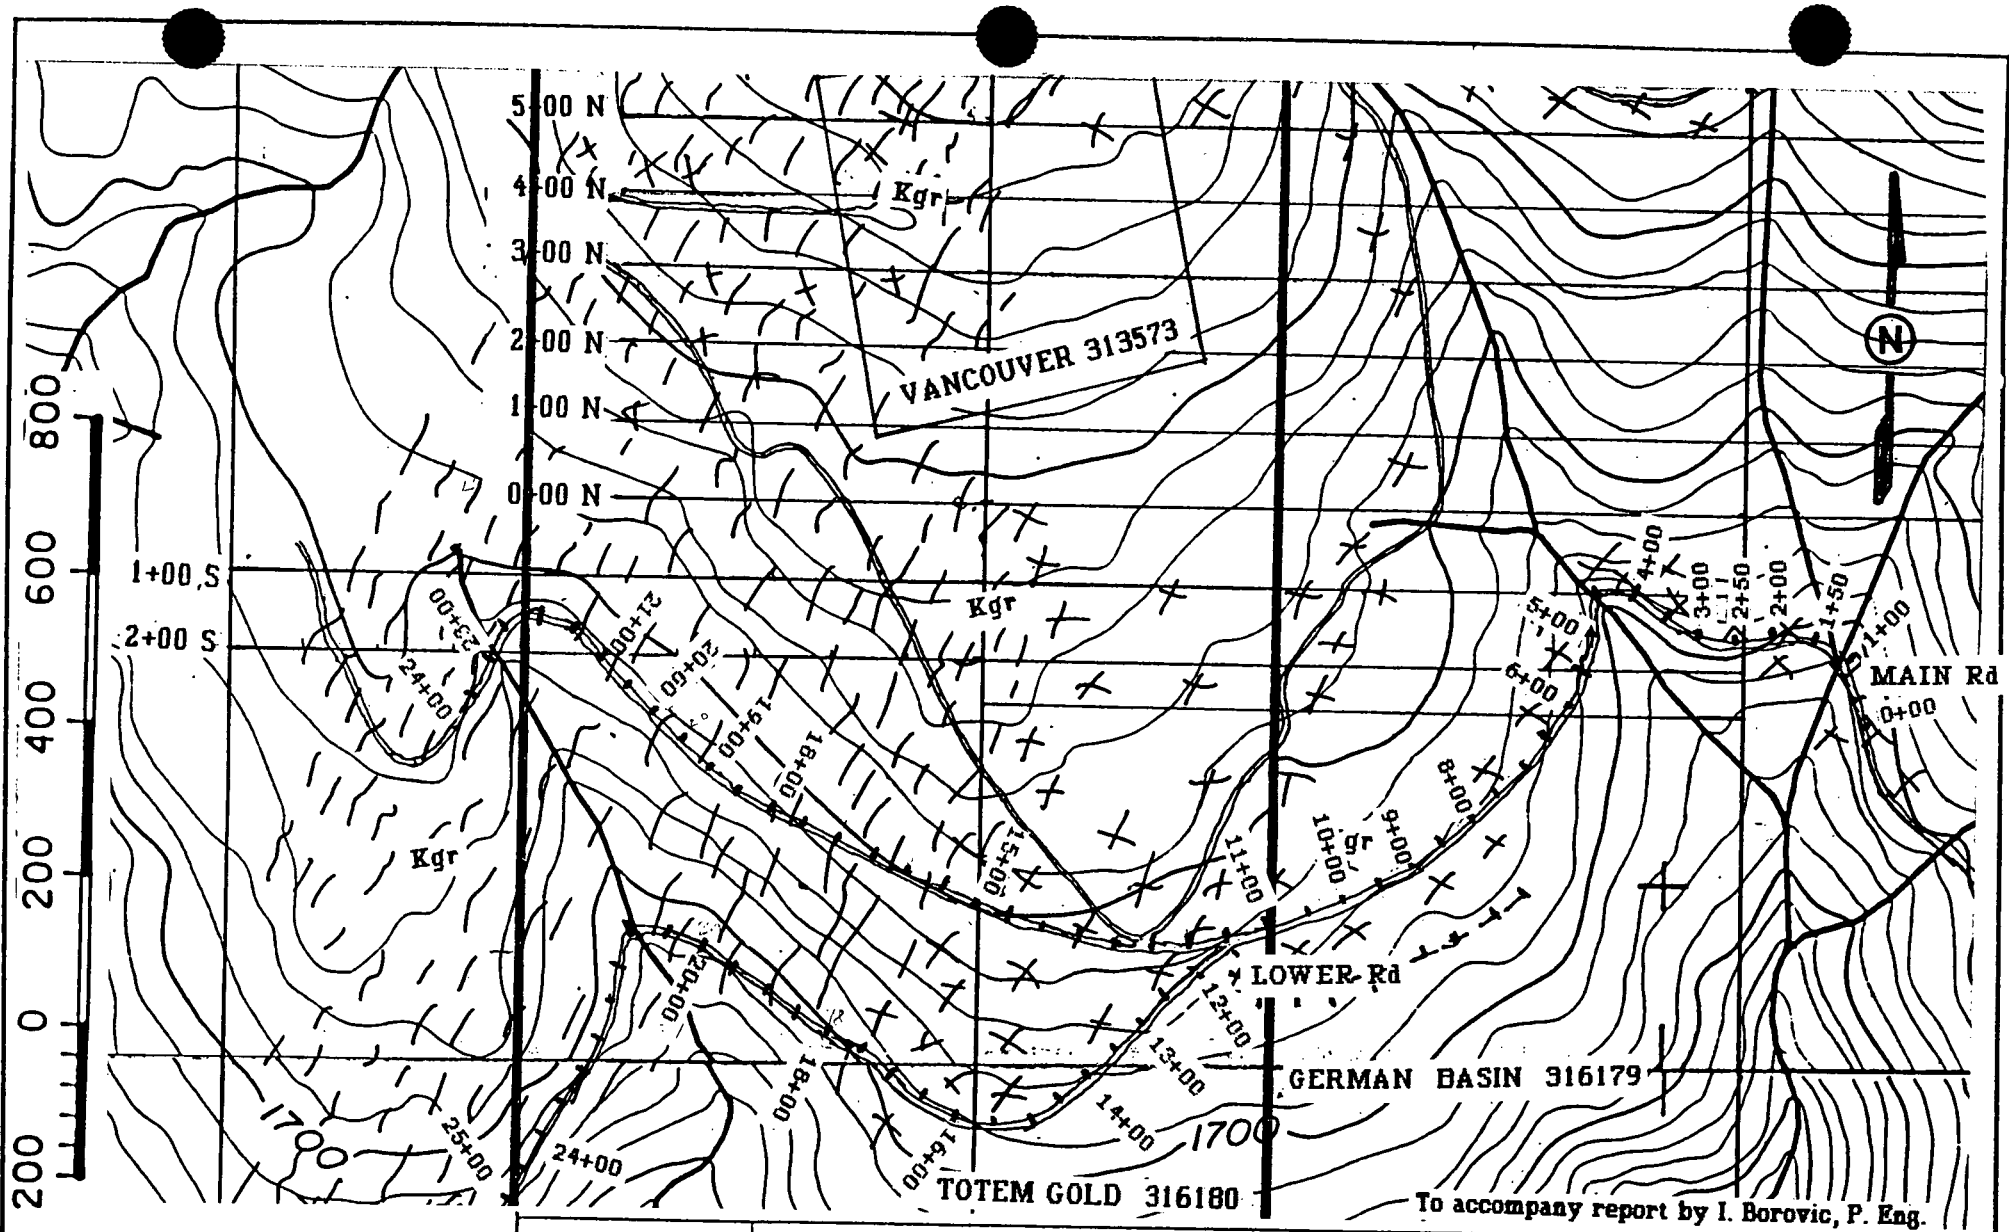 5+00 N
4+00 N
Kgr
3+00 N
2+00 N
VANCOUVER 313573
1+00 N
0+00 N
N
800
600
400
200
0
200
1+00 S
2+00 S
23+00
24+00
21+00
20+00
19+00
18+00
15+00
Kgr
Kgr
11+00
10+00
gr
9+00
8+00
6+00
5+00
4+00
3+00
2+50
2+00
1+50
1+00
MAIN Rd
0+00
LOWER Rd
12+00
13+00
14+00
16+00
18+00
20+00
24+00
25+00
1700
1700
GERMAN BASIN 316179
TOTEM GOLD 316180
To accompany report by I. Borovic, P. Eng.